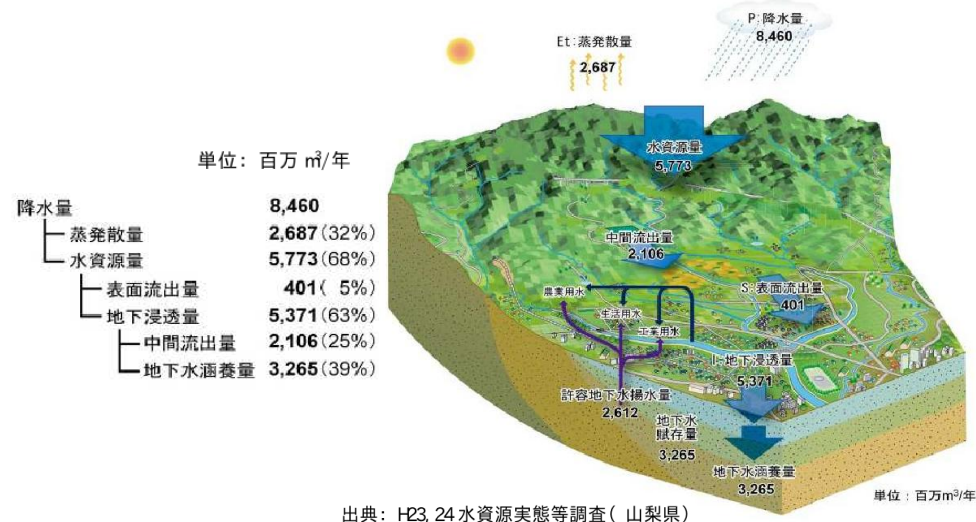 単位：百万㎥/年
降水量 8,460
蒸発散量 2,687(32%)
水資源量 5,773(68%)
表面流出量 401( 5%)
地下浸透量 5,371(63%)
中間流出量 2,106(25%)
地下水涵養量 3,265(39%)
P:降水量
8,460
Et:蒸発散量
2,687
水資源量
5,773
中間流出量
2,106
S:表面流出量
401
農業用水
生活用水
工業用水
I:地下浸透量
5,371
許容地下水揚水量
2,612
地下水
賦存量
3,265
地下水涵養量
3,265
単位：百万m³/年
出典：H23,24水資源実態等調査(山梨県)